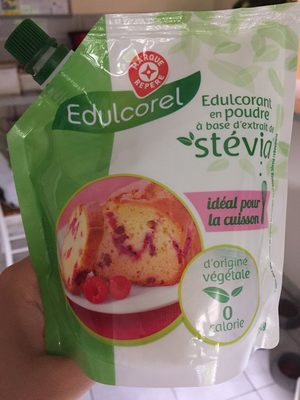 MARQUE
REPÈRE
Edulcorel
Edulcorant
en poudre
à base d'extrait de
stévia
idéal pour
la cuisson
d'origine
végétale
0
calorie